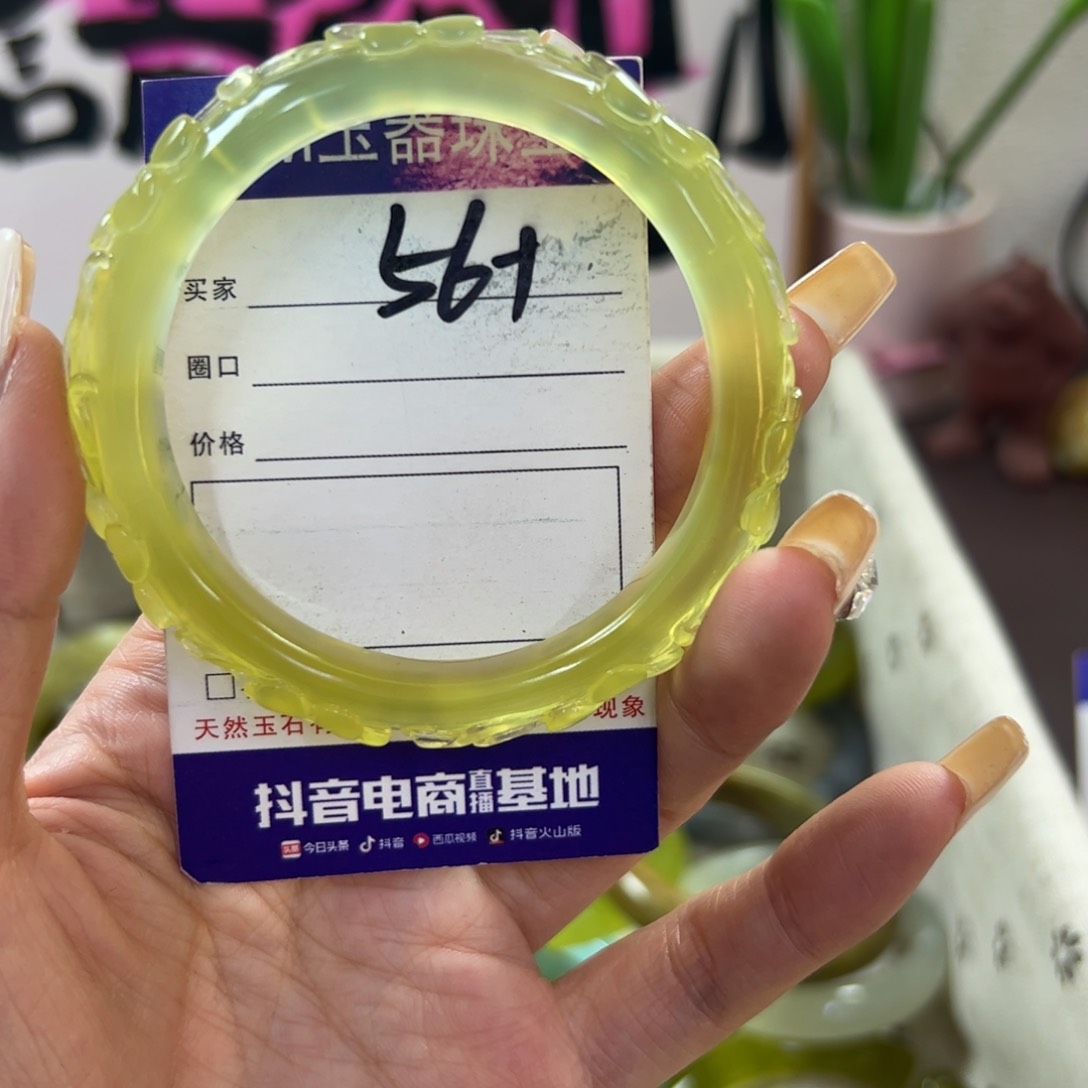 玉器珠
561
买家
圈口
价格
天然玉石
现象
抖音电商直播基地
今日头条 抖音 西瓜视频 抖音火山版